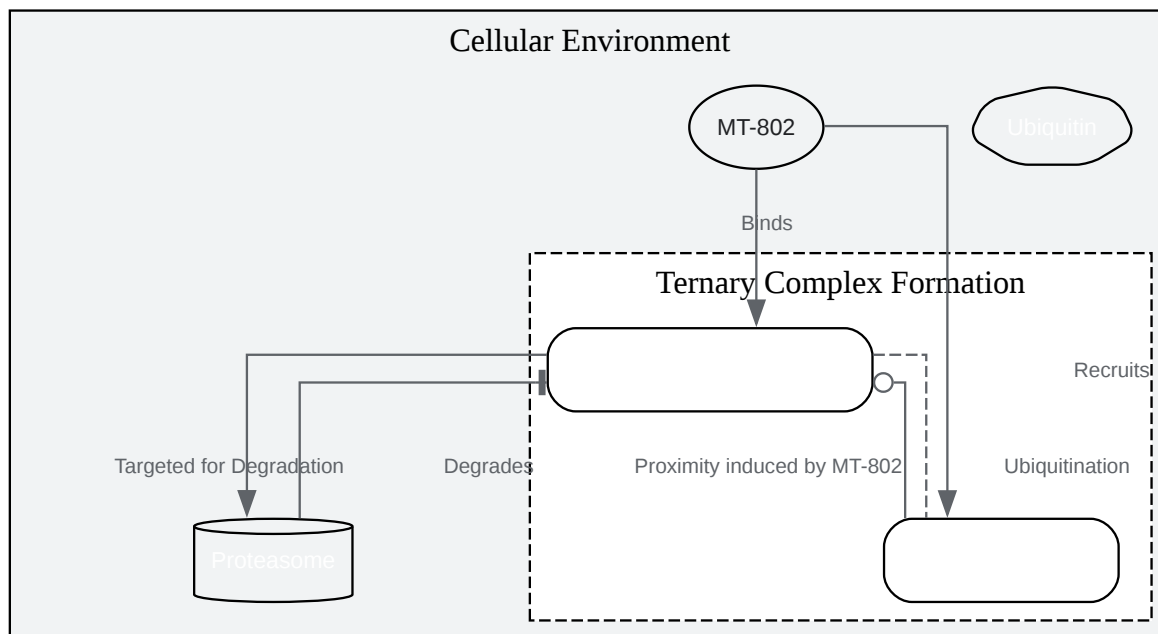 Cellular Environment
MT-802
Ubiquitin
Binds
Ternary Complex Formation
Recruits
Targeted for Degradation
Degrades
Proximity induced by MT-802
Ubiquitination
Proteasome